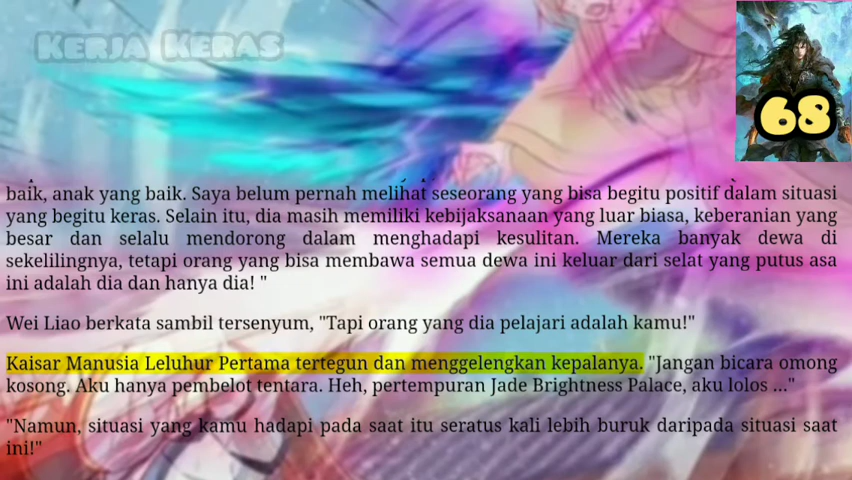 Kerja Keras
68
baik, anak yang baik. Saya belum pernah melihat seseorang yang bisa begitu positif dalam situasi
yang begitu keras. Selain itu, dia masih memiliki kebijaksanaan yang luar biasa, keberanian yang
besar dan selalu mendorong dalam menghadapi kesulitan. Mereka banyak dewa di
sekelilingnya, tetapi orang yang bisa membawa semua dewa ini keluar dari selat yang putus asa
ini adalah dia dan hanya dia! "
Wei Liao berkata sambil tersenyum, "Tapi orang yang dia pelajari adalah kamu!"
Kaisar Manusia Leluhur Pertama tertegun dan menggelengkan kepalanya. "Jangan bicara omong
kosong. Aku hanya pembelot tentara. Heh, pertempuran Jade Brightness Palace, aku lolos ..."
"Namun, situasi yang kamu hadapi pada saat itu seratus kali lebih buruk daripada situasi saat
ini!"